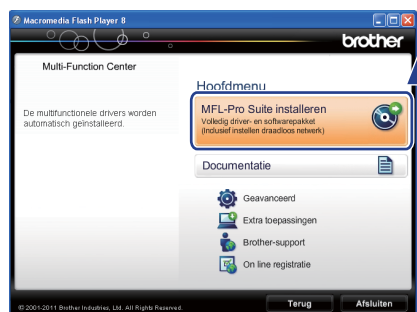 Macromedia Flash Player 8
brother
Multi-Function Center
De multifunctionele drivers worden
automatisch geïnstalleerd.
Hoofdmenu
MFL-Pro Suite installeren
Volledig driver- en softwarepakket
(Inclusief instellen draadloos netwerk)
Documentatie
Geavanceerd
Extra toepassingen
Brother-support
On line registratie
© 2001-2011 Brother Industries, Ltd. All Rights Reserved.
Terug
Afsluiten